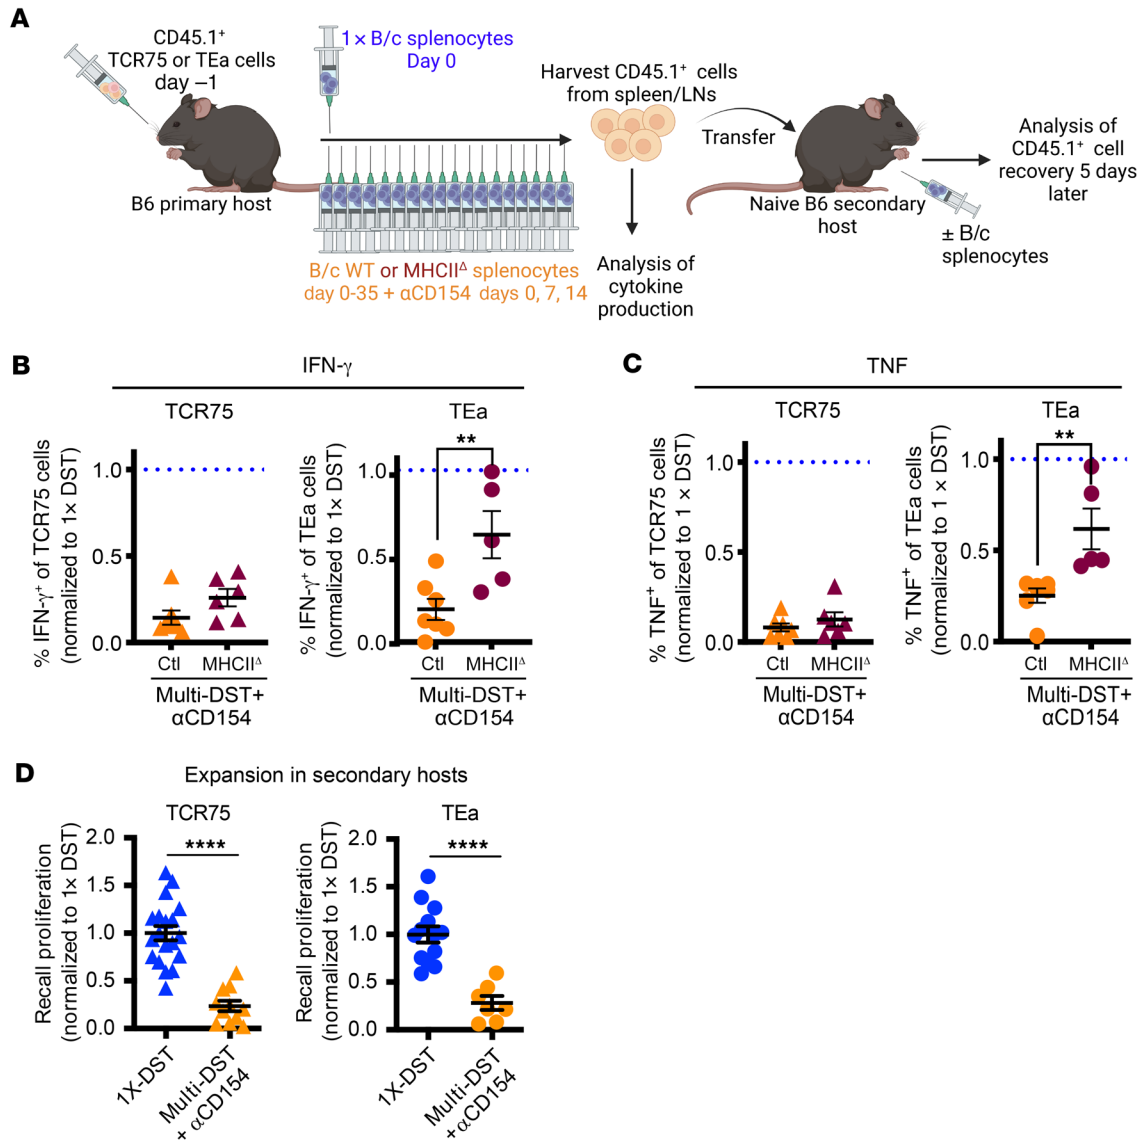 A
CD45.1⁺
TCR75 or TEa cells
day –1
1 × B/c splenocytes
Day 0
B6 primary host
B/c WT or MHCII^Δ splenocytes
day 0-35 + αCD154 days 0, 7, 14
Harvest CD45.1⁺ cells
from spleen/LNs
Transfer
Analysis of
cytokine
production
Naive B6 secondary
host
± B/c
splenocytes
Analysis of
CD45.1⁺ cell
recovery 5 days
later
B
IFN-γ
TCR75
% IFN-γ⁺ of TCR75 cells
(normalized to 1× DST)
1.0
0.5
0.0
Ctl MHCII^Δ
Multi-DST+
αCD154
TEa
% IFN-γ⁺ of TEa cells
(normalized to 1× DST)
1.0
0.5
0.0
**
Ctl MHCII^Δ
Multi-DST+
αCD154
C
TNF
TCR75
% TNF⁺ of TCR75 cells
(normalized to 1 × DST)
1.0
0.5
0.0
Ctl MHCII^Δ
Multi-DST+
αCD154
TEa
% TNF⁺ of TEa cells
(normalized to 1 × DST)
1.0
0.5
0.0
**
Ctl MHCII^Δ
Multi-DST+
αCD154
D
Expansion in secondary hosts
TCR75
Recall proliferation
(normalized to 1× DST)
2.0
1.5
1.0
0.5
0.0
****
1X-DST
Multi-DST
+ αCD154
TEa
Recall proliferation
(normalized to 1× DST)
2.0
1.5
1.0
0.5
0.0
****
1X-DST
Multi-DST
+ αCD154